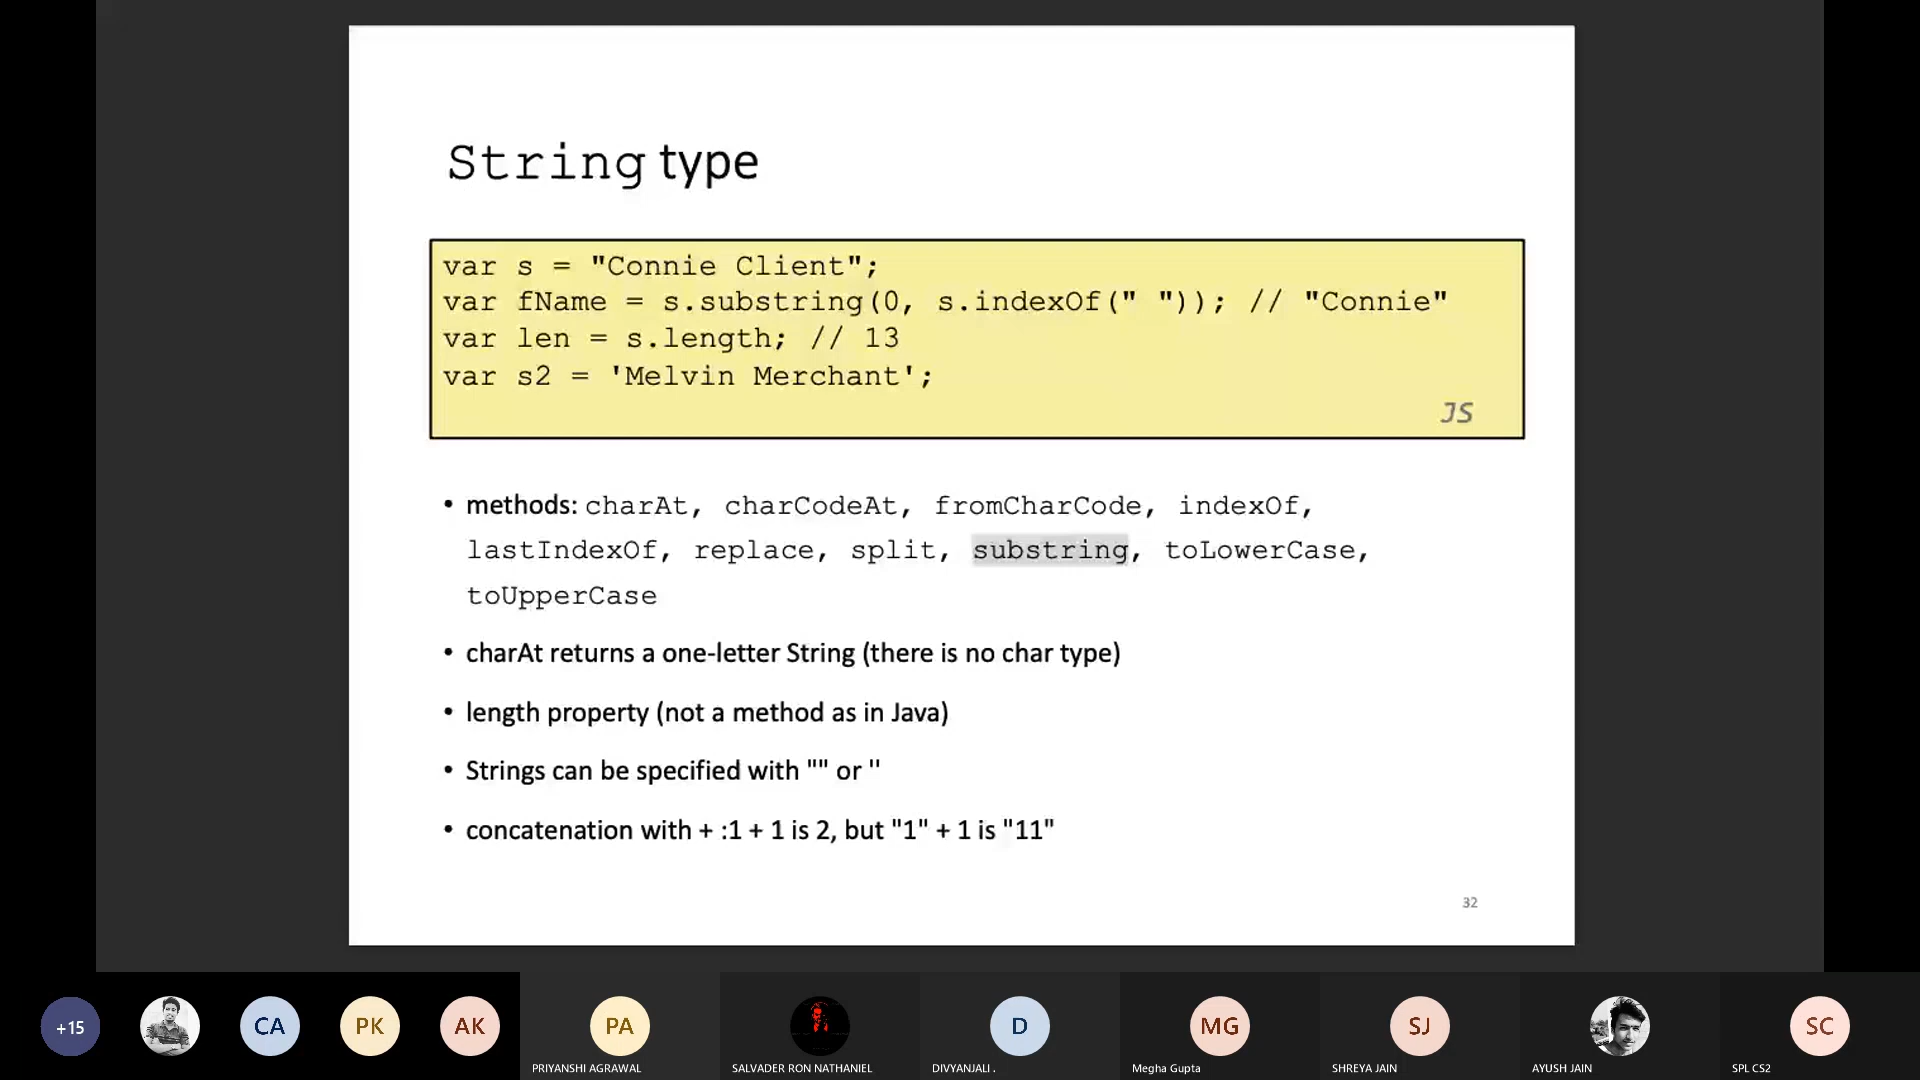 String type
var s = "Connie Client";
var fName = s.substring(0, s.indexOf(" ")); // "Connie"
var len = s.length; // 13
var s2 = 'Melvin Merchant';
JS
• methods: charAt, charCodeAt, fromCharCode, indexOf,
lastIndexOf, replace, split, substring, toLowerCase,
toUpperCase
• charAt returns a one-letter String (there is no char type)
• length property (not a method as in Java)
• Strings can be specified with "" or ''
• concatenation with + :1 + 1 is 2, but "1" + 1 is "11"
32
+15
CA
PK
AK
PA
D
MG
SJ
SC
PRIYANSHI AGRAWAL
SALVADER RON NATHANIEL
DIVYANJALI .
Megha Gupta
SHREYA JAIN
AYUSH JAIN
SPL CS2